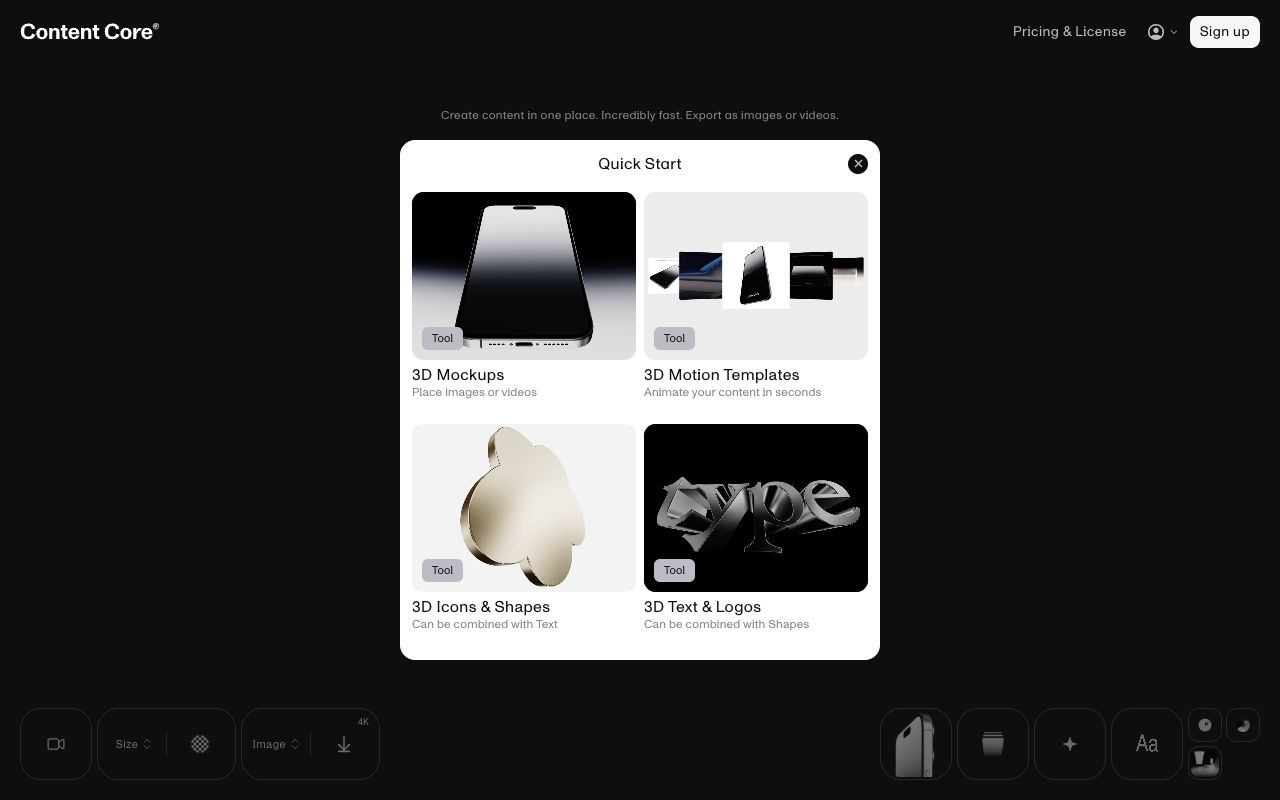 Content Core®
Pricing & License
Sign up
Create content in one place. Incredibly fast. Export as images or videos.
Quick Start
Tool
Tool
3D Mockups
3D Motion Templates
Place images or videos
Animate your content in seconds
type
Tool
Tool
3D Icons & Shapes
3D Text & Logos
Can be combined with Text
Can be combined with Shapes
Size
Image
4K
Aa